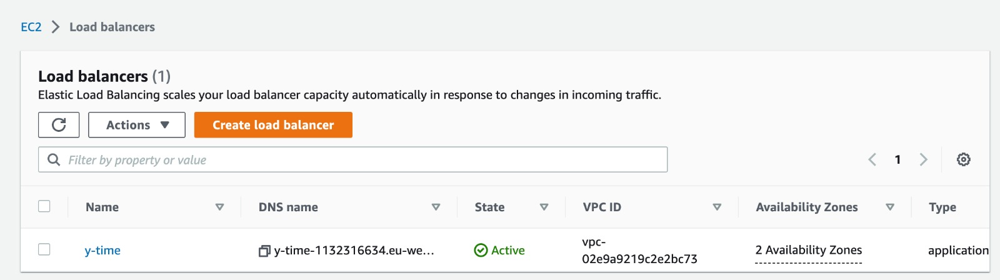 EC2 > Load balancers
Load balancers (1)
Elastic Load Balancing scales your load balancer capacity automatically in response to changes in incoming traffic.
Actions Create load balancer
Filter by property or value 1
Name DNS name State VPC ID Availability Zones Type
y-time y-time-1132316634.eu-we... Active vpc-
02e9a9219c2e2bc73 2 Availability Zones application